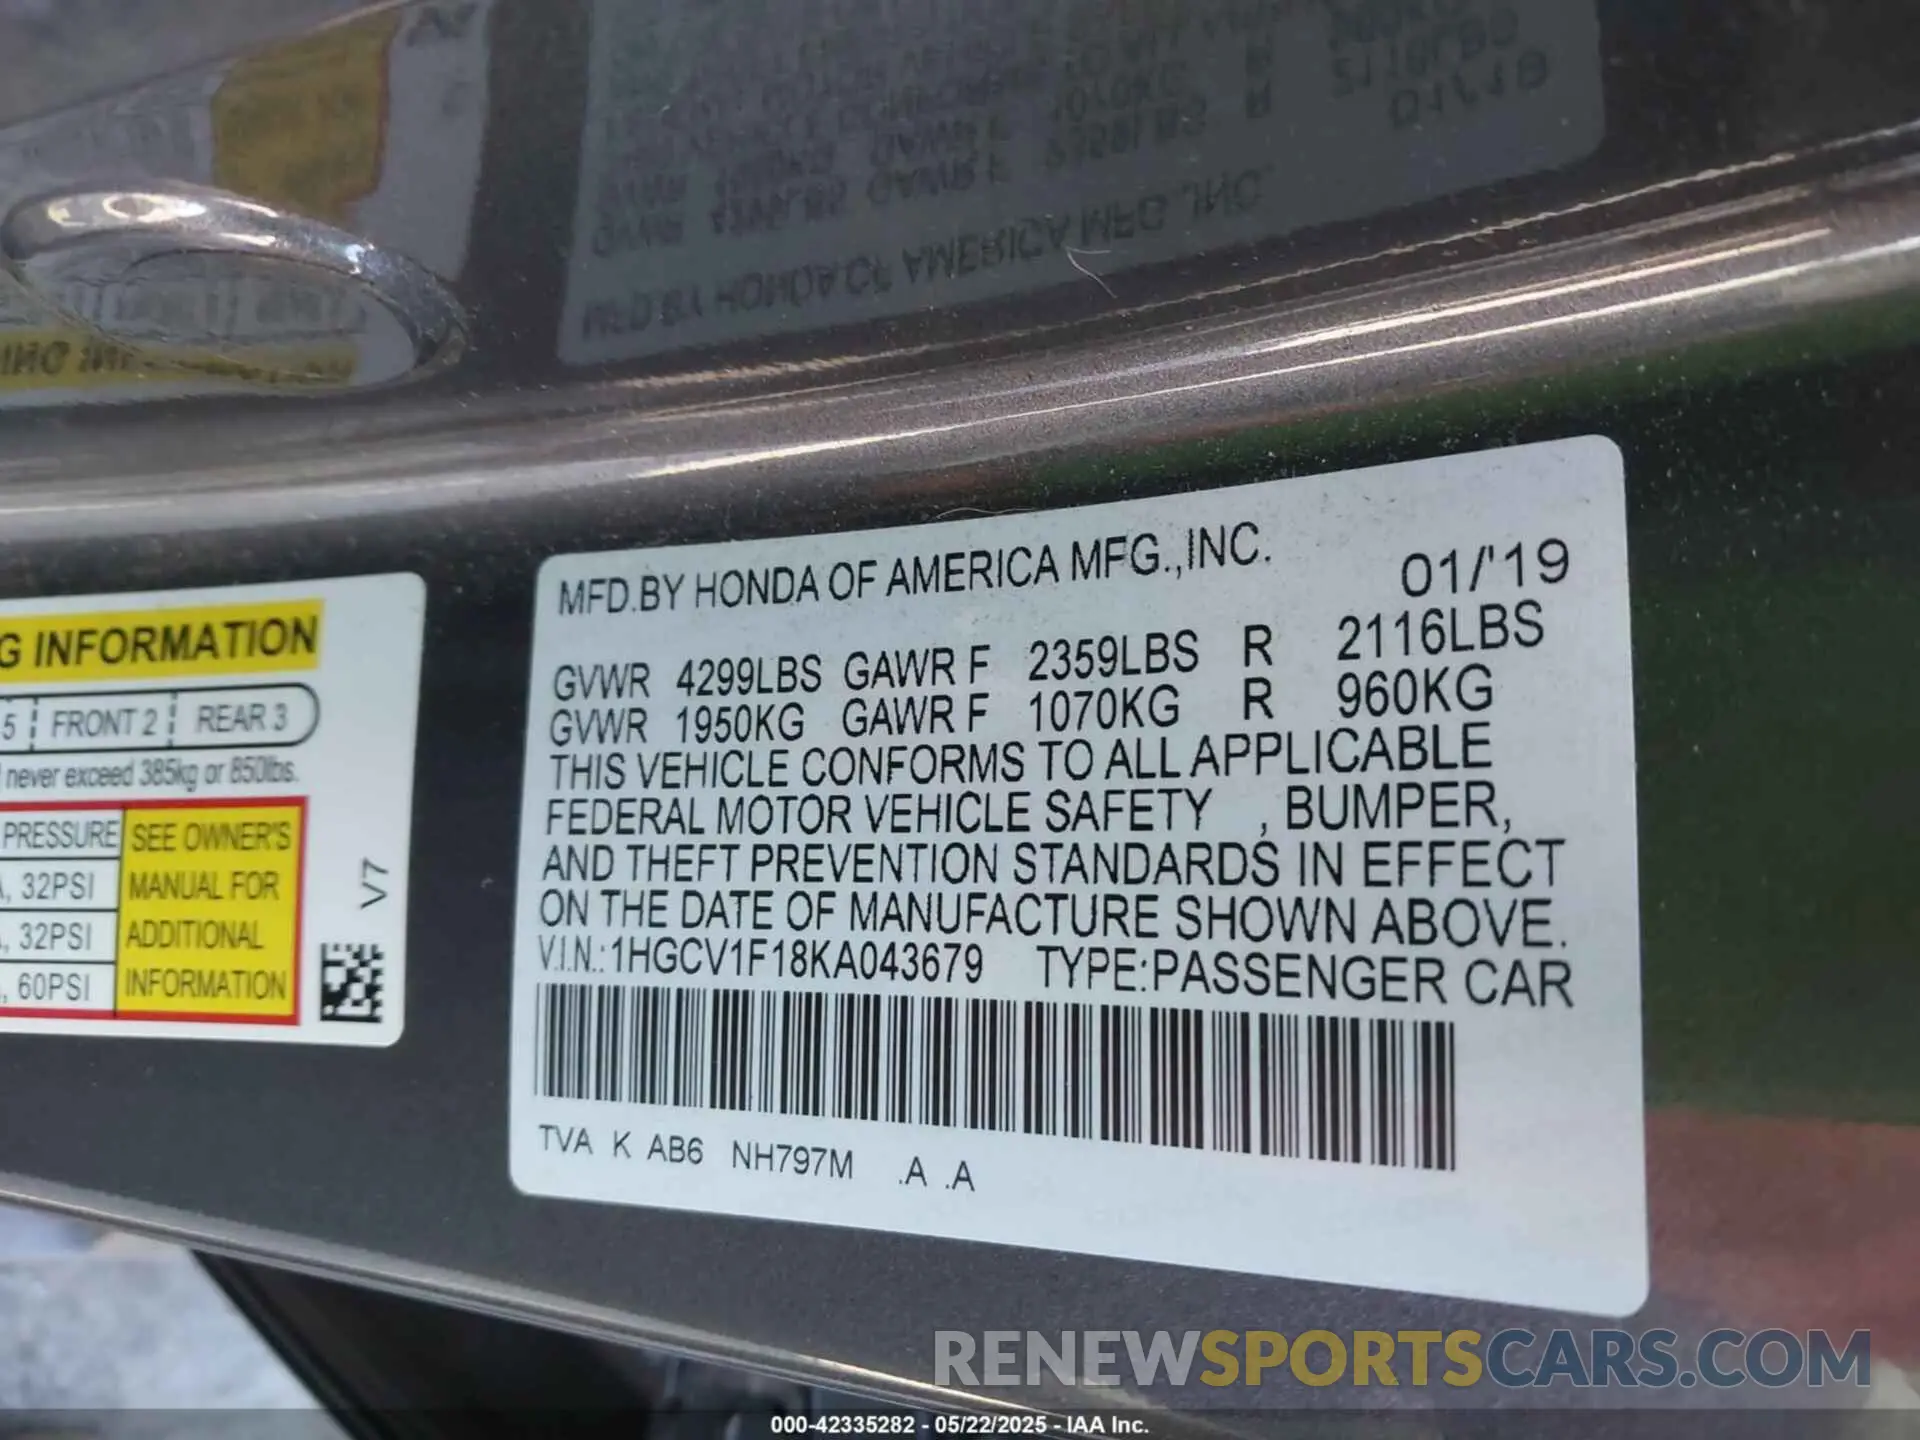 MFD.BY HONDA OF AMERICA MFG.,INC. 01/'19
GVWR 4299LBS GAWR F 2359LBS R 2116LBS
GVWR 1950KG GAWR F 1070KG R 960KG
THIS VEHICLE CONFORMS TO ALL APPLICABLE
FEDERAL MOTOR VEHICLE SAFETY , BUMPER,
AND THEFT PREVENTION STANDARDS IN EFFECT
ON THE DATE OF MANUFACTURE SHOWN ABOVE.
V.I.N.:1HGCV1F18KA043679 TYPE:PASSENGER CAR
TVA K AB6 NH797M .A .A
G INFORMATION
5 FRONT 2 REAR 3
never exceed 385kg or 850lbs.
PRESSURE
, 32PSI
, 32PSI
, 60PSI
SEE OWNER'S
MANUAL FOR
ADDITIONAL
INFORMATION
V7
RENEWSPORTSCARS.COM
000-42335282 - 05/22/2025 - IAA Inc.